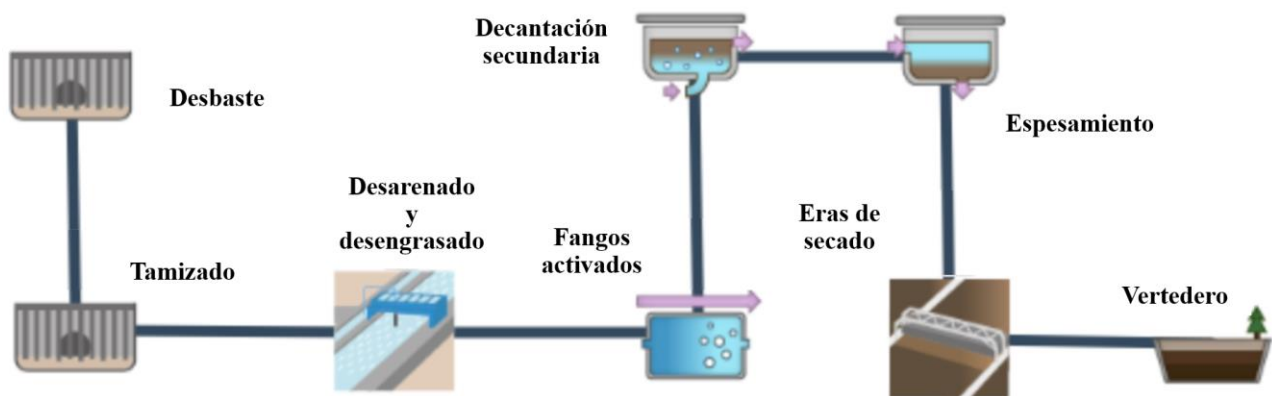 Desbaste
Tamizado
Desarenado
y
desengrasado
Fangos
activados
Decantación
secundaria
Espesamiento
Eras de
secado
Vertedero